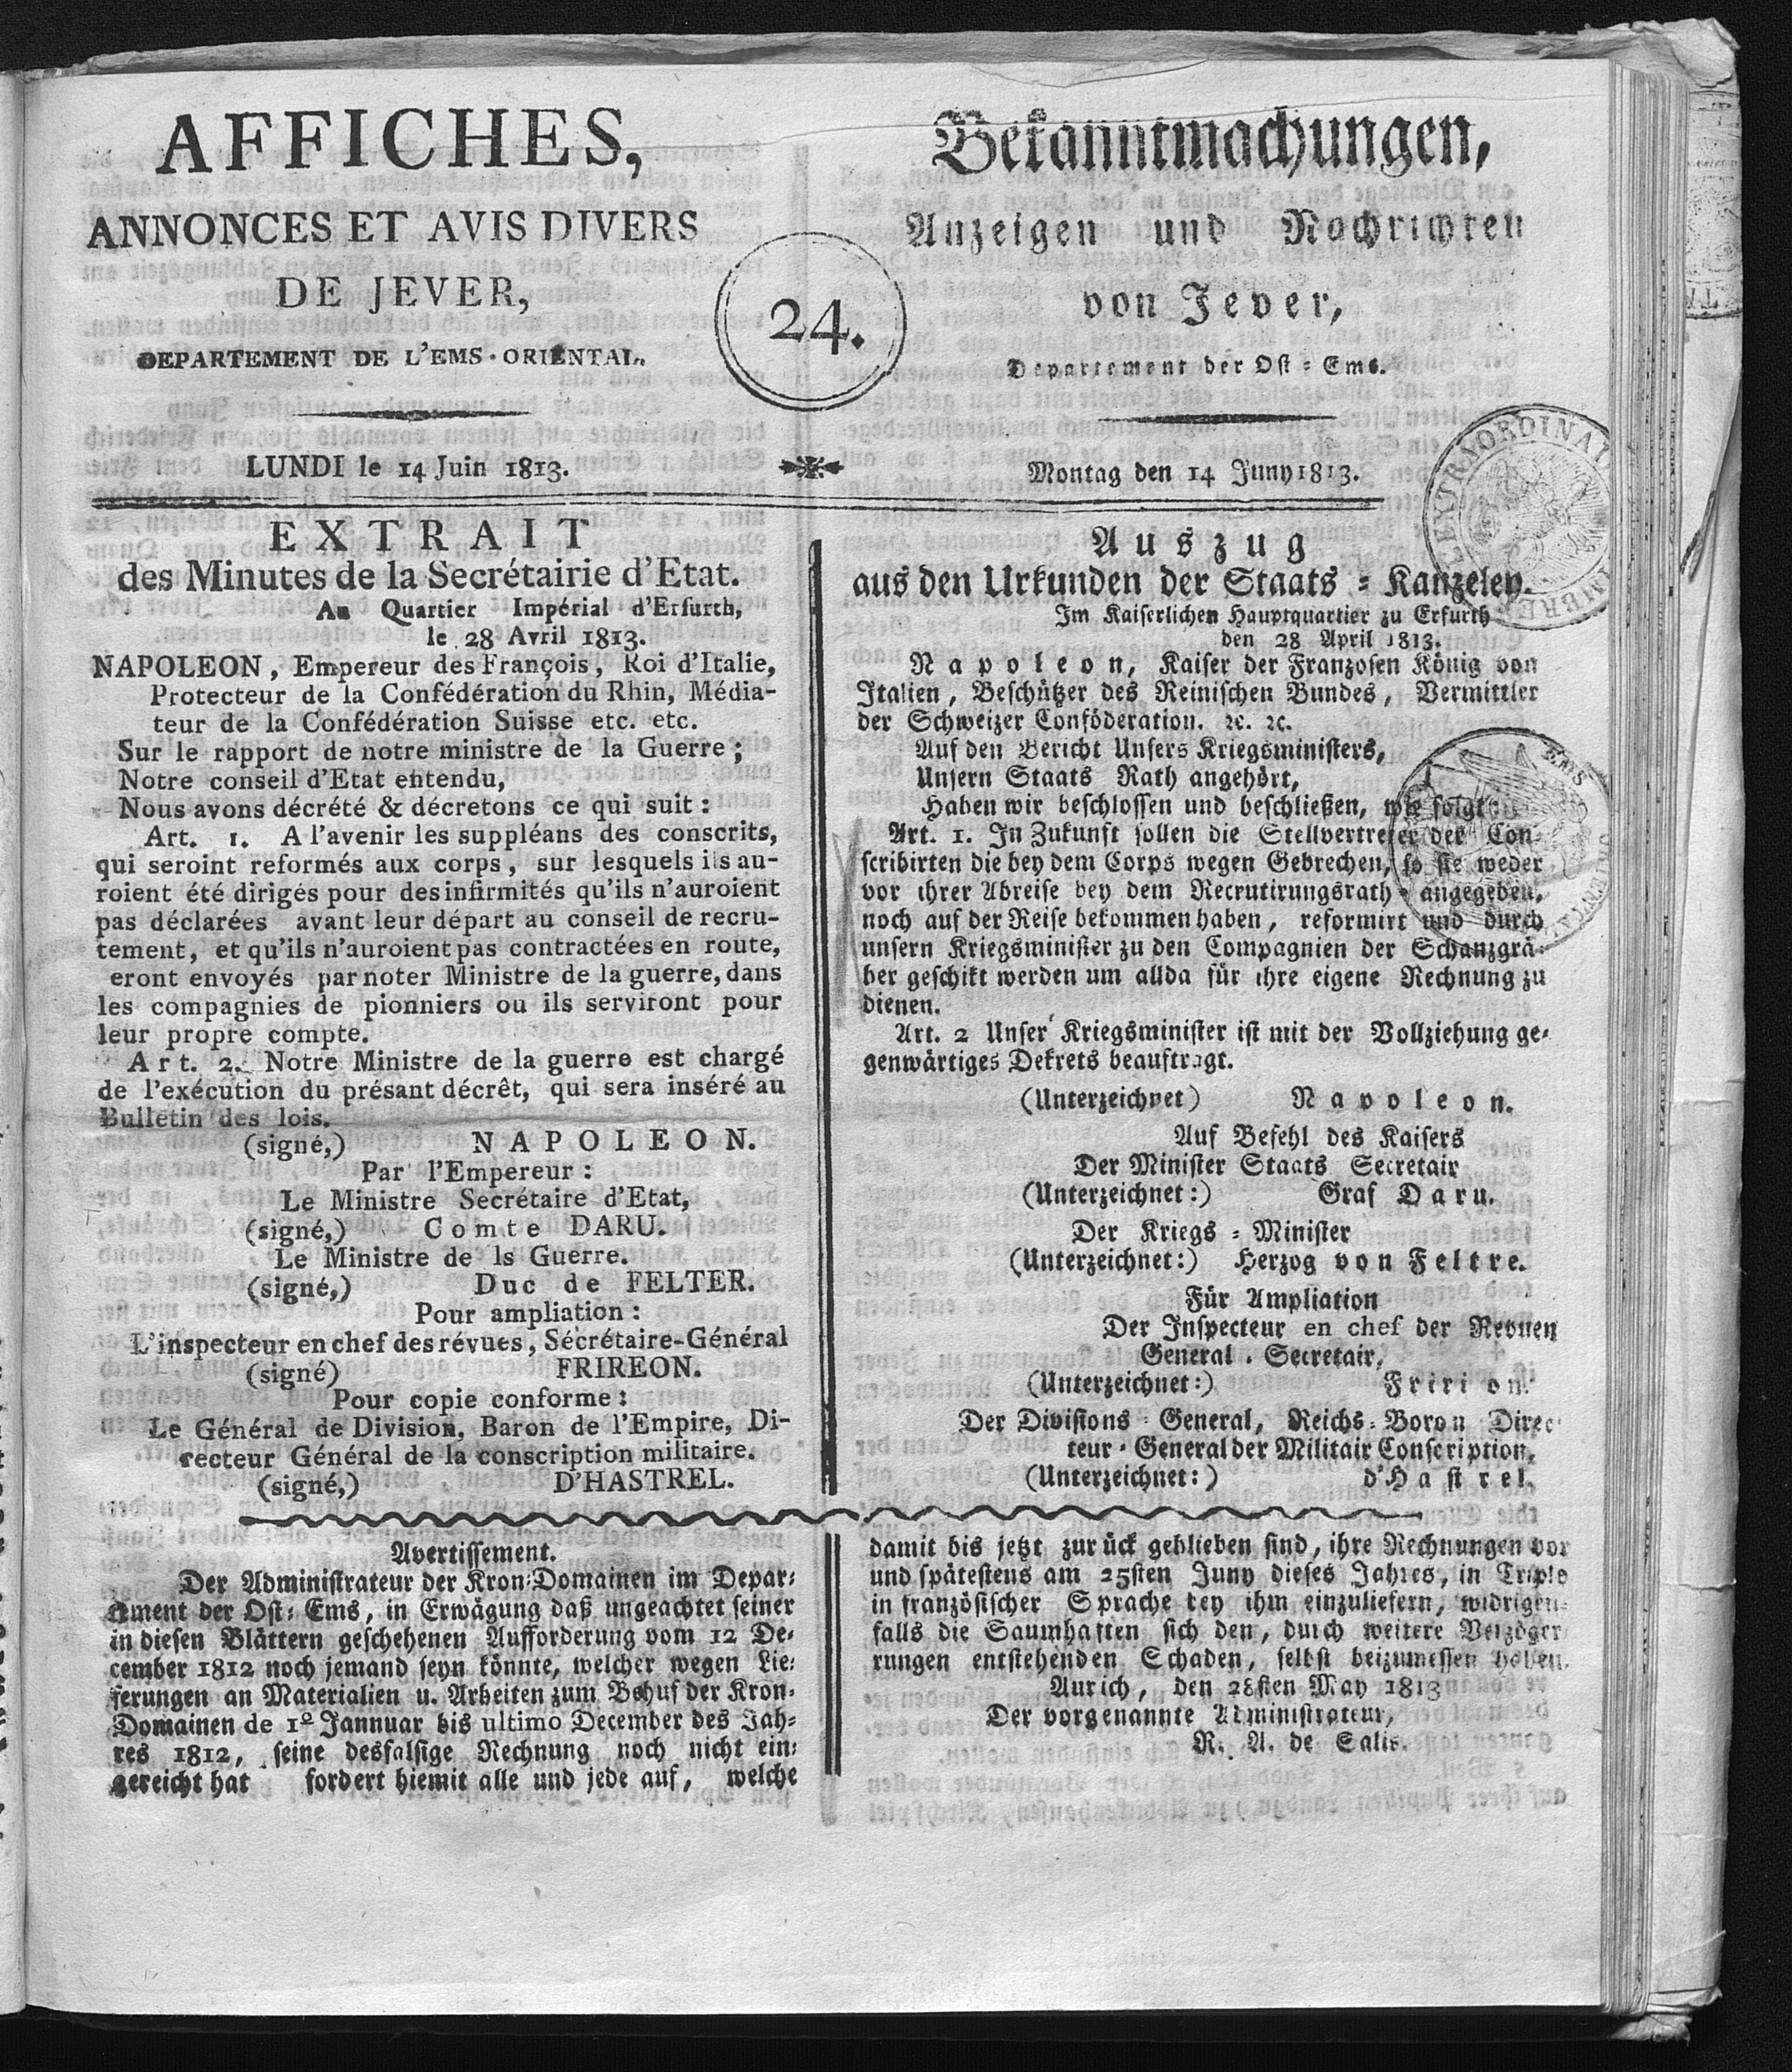 AFFICHES,
ANNONCES ET AVIS DIVERS
DE JEVER,
DEPARTEMENT DE L'EMS-ORIENTAL.
24.
Bekanntmachungen,
Anzeigen und Nachrichten
von Jever,
Departement der Ost=Ems.
LUNDI le 14 Juin 1813.
Montag den 14 Juny 1813.
EXTRAIT
des Minutes de la Secrétairie d'Etat.
Au Quartier Impérial d'Erfurth,
le 28 Avril 1813.
NAPOLEON, Empereur des François, Roi d'Italie,
Protecteur de la Confédération du Rhin, Média-
teur de la Confédération Suisse etc. etc.
Sur le rapport de notre ministre de la Guerre;
Notre conseil d'Etat entendu,
Nous avons décrété & décretons ce qui suit:
Art. 1. A l'avenir les suppléans des conscrits,
qui seroint reformés aux corps, sur lesquels ils au-
roient été dirigés pour des infirmités qu'ils n'auroient
pas déclarées avant leur départ au conseil de recru-
tement, et qu'ils n'auroient pas contractées en route,
eront envoyés par noter Ministre de la guerre, dans
les compagnies de pionniers ou ils serviront pour
leur propre compte.
Art. 2. Notre Ministre de la guerre est chargé
de l'exécution du présant décrêt, qui sera inséré au
Bulletin des lois.
(signé,) NAPOLEON.
Par l'Empereur:
Le Ministre Secrétaire d'Etat,
(signé,) Comte DARU.
Le Ministre de ls Guerre.
(signé,) Duc de FELTER.
Pour ampliation:
L'inspecteur en chef des révues, Sécrétaire-Général
(signé) FRIREON.
Pour copie conforme:
Le Général de Division, Baron de l'Empire, Di-
recteur Général de la conscription militaire.
(signé,) D'HASTREL.
Auszug
aus den Urkunden der Staats=Kanzeley.
Im Kaiserlichen Hauptquartier zu Erfurth
den 28 April 1813.
Napoleon, Kaiser der Franzosen König von
Italien, Beschützer des Reinischen Bundes, Vermittler
der Schweizer Conföderation. ꝛc. ꝛc.
Auf den Bericht Unsers Kriegsministers,
Unsern Staats Rath angehört,
Haben wir beschlossen und beschließen, wie folgt
Art. 1. In Zukunft sollen die Stellvertreter der Con-
scribirten die bey dem Corps wegen Gebrechen, so sie weder
vor ihrer Abreise bey dem Recrutirungsrath angegeben,
noch auf der Reise bekommen haben, reformirt und durch
unsern Kriegsminister zu den Compagnien der Schanzgrä-
ber geschikt werden um allda für ihre eigene Rechnung zu
dienen.
Art. 2 Unser Kriegsminister ist mit der Vollziehung ge-
genwärtiges Dekrets beauftragt.
(Unterzeichnet) Napoleon.
Auf Befehl des Kaisers
Der Minister Staats Secretair
(Unterzeichnet:) Graf Daru.
Der Kriegs=Minister
(Unterzeichnet:) Herzog von Feltre.
Für Ampliation
Der Inspecteur en chef der Revuen
General-Secretair,
(Unterzeichnet:) Fririon.
Der Divisions=General, Reichs=Boron Direc-
teur-General der Militair Conscription,
(Unterzeichnet:) d'Hastrel.
Avertissement.
Der Administrateur der Kron=Domainen im Depar-
tement der Ost=Ems, in Erwägung daß ungeachtet seiner
in diesen Blättern geschehenen Aufforderung vom 12 De-
cember 1812 noch jemand seyn könnte, welcher wegen Lie-
ferungen an Materialien u. Arbeiten zum Behuf der Kron-
Domainen de 1º Jannuar bis ultimo December des Jah-
res 1812, seine desfalsige Rechnung noch nicht ein-
gereicht hat fordert hiemit alle und jede auf, welche
damit bis jetzt zurück geblieben sind, ihre Rechnungen vor
und spätestens am 25sten Juny dieses Jahres, in Triplo
in französischer Sprache bey ihm einzuliefern, widrigen-
falls die Saumhaften sich den, durch weitere Verzöger-
rungen entstehenden Schaden, selbst beizumessen haben.
Aurich, den 28sten May 1813
Der vorgenannte Administrateur,
R. A. de Salis.